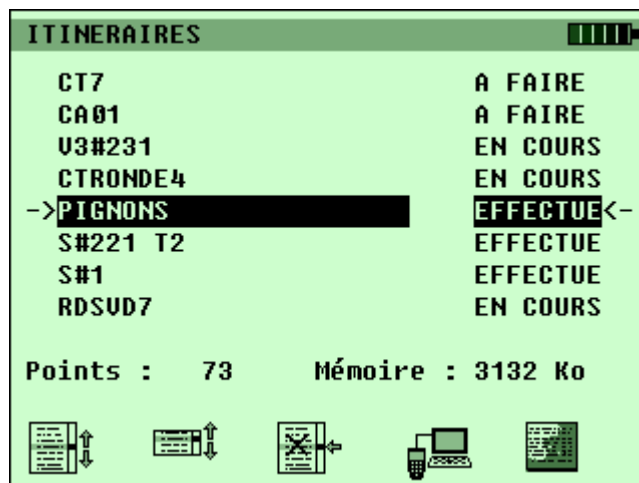 ITINERAIRES
CT7 A FAIRE
CA01 A FAIRE
V3#231 EN COURS
CTRONDE4 EN COURS
->PIGNONS EFFECTUE<-
S#221 T2 EFFECTUE
S#1 EFFECTUE
RDSVD7 EN COURS
Points : 73 Mémoire : 3132 Ko